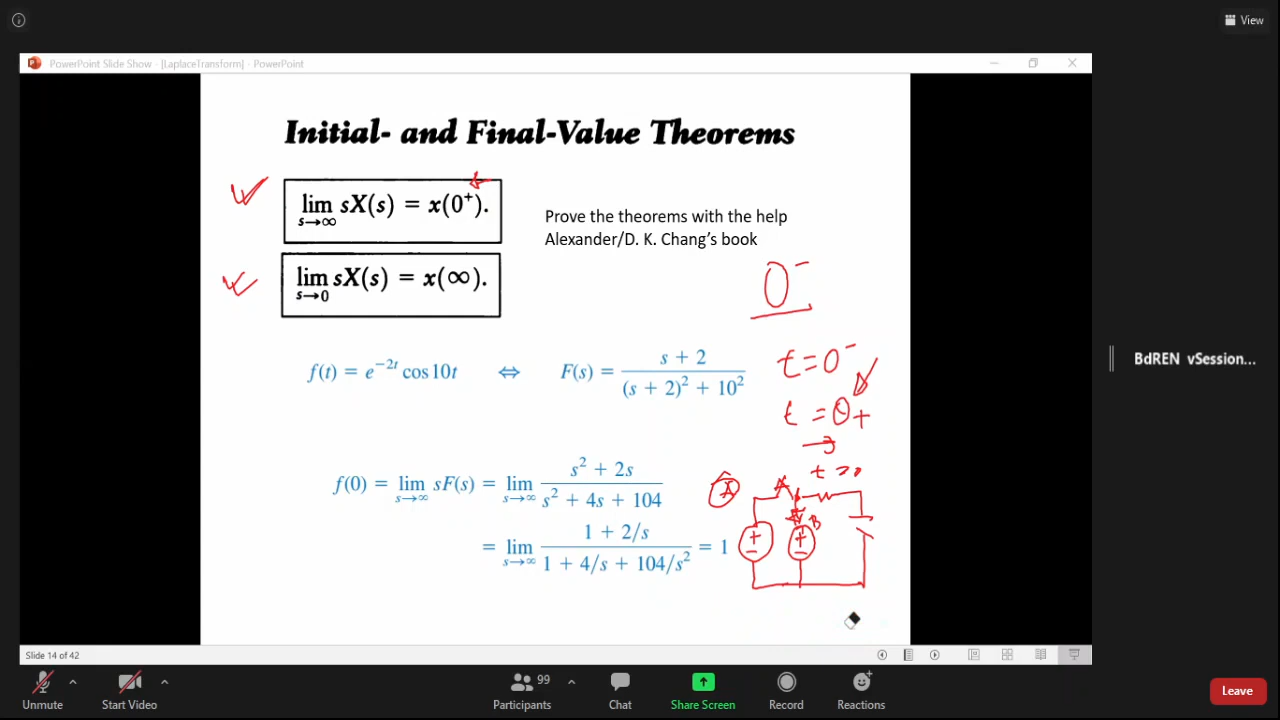 View
PowerPoint Slide Show - [LaplaceTransform] - PowerPoint
Initial- and Final-Value Theorems
lim s→∞ sX(s) = x(0⁺).
Prove the theorems with the help
Alexander/D. K. Chang's book
lim s→0 sX(s) = x(∞).
0⁻
f(t) = e^{-2t} cos 10t ⇔ F(s) = (s + 2)/((s + 2)² + 10²)
t = 0⁻
t = 0+
f(0) = lim s→∞ sF(s) = lim s→∞ (s² + 2s)/(s² + 4s + 104)
= lim s→∞ (1 + 2/s)/(1 + 4/s + 104/s²) = 1
A
B
+ −
+ −
BdREN vSession...
Slide 14 of 42
Unmute
Start Video
99
Participants
Chat
Share Screen
Record
Reactions
Leave